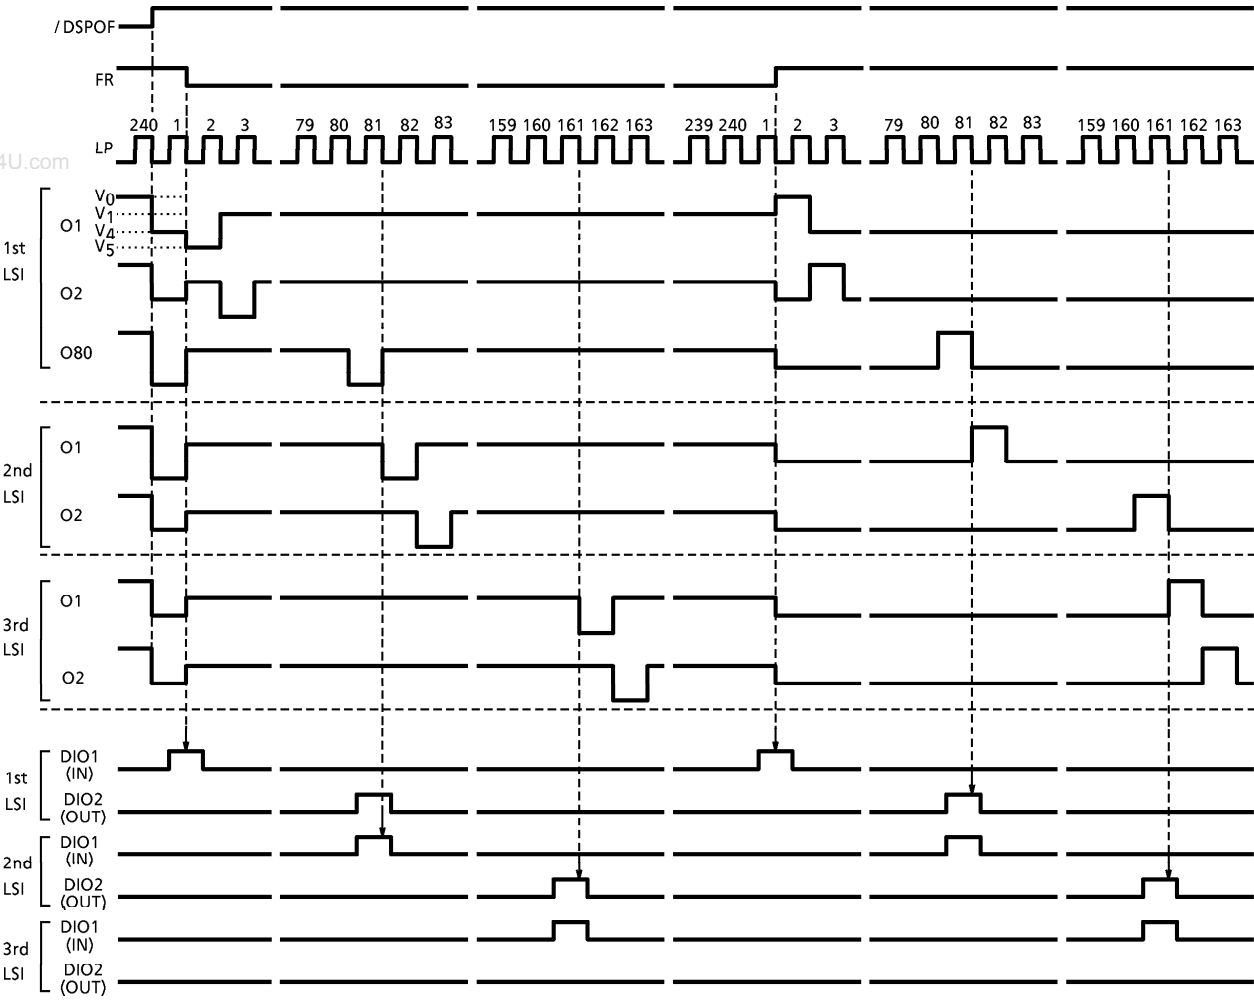 /DSPOF
FR
240 1 2 3 79 80 81 82 83 159 160 161 162 163 239 240 1 2 3 79 80 81 82 83 159 160 161 162 163
LP
4U.com
V0
V1
V4
V5
O1
1st
LSI
O2
O80
O1
2nd
LSI
O2
O1
3rd
LSI
O2
DIO1
(IN)
1st
LSI
DIO2
(OUT)
DIO1
(IN)
2nd
LSI
DIO2
(OUT)
DIO1
(IN)
3rd
LSI
DIO2
(OUT)